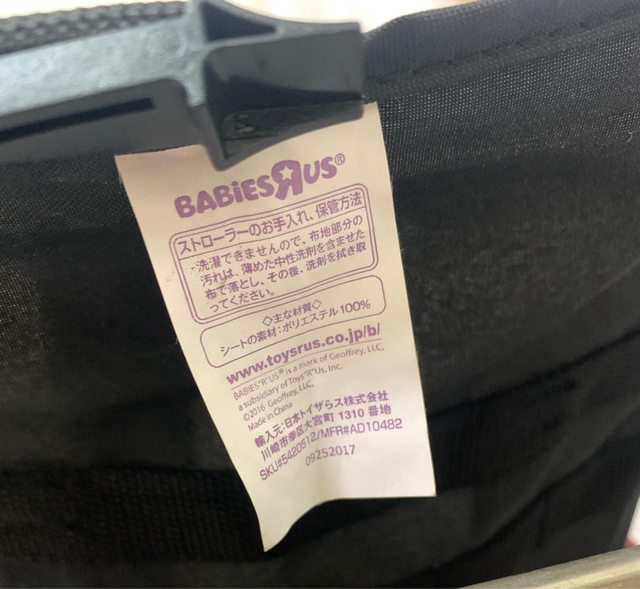 BABIESRUS®
ストローラーのお手入れ、保管方法
洗濯できませんので、布地部分の
汚れは、薄めた中性洗剤を含ませた
布で落とし、その後、洗剤を拭き取
ってください。
◇主な材質◇
シートの素材:ポリエステル100%
www.toysrus.co.jp/b/
BABIES"R"US® is a mark of Geoffrey, LLC,
a subsidiary of Toys"R"Us, Inc.
©2016 Geoffrey, LLC.
Made in China
輸入元:日本トイザらス株式会社
川崎市幸区大宮町 1310 番地
SKU#5420512/MFR#AD10482
09252017